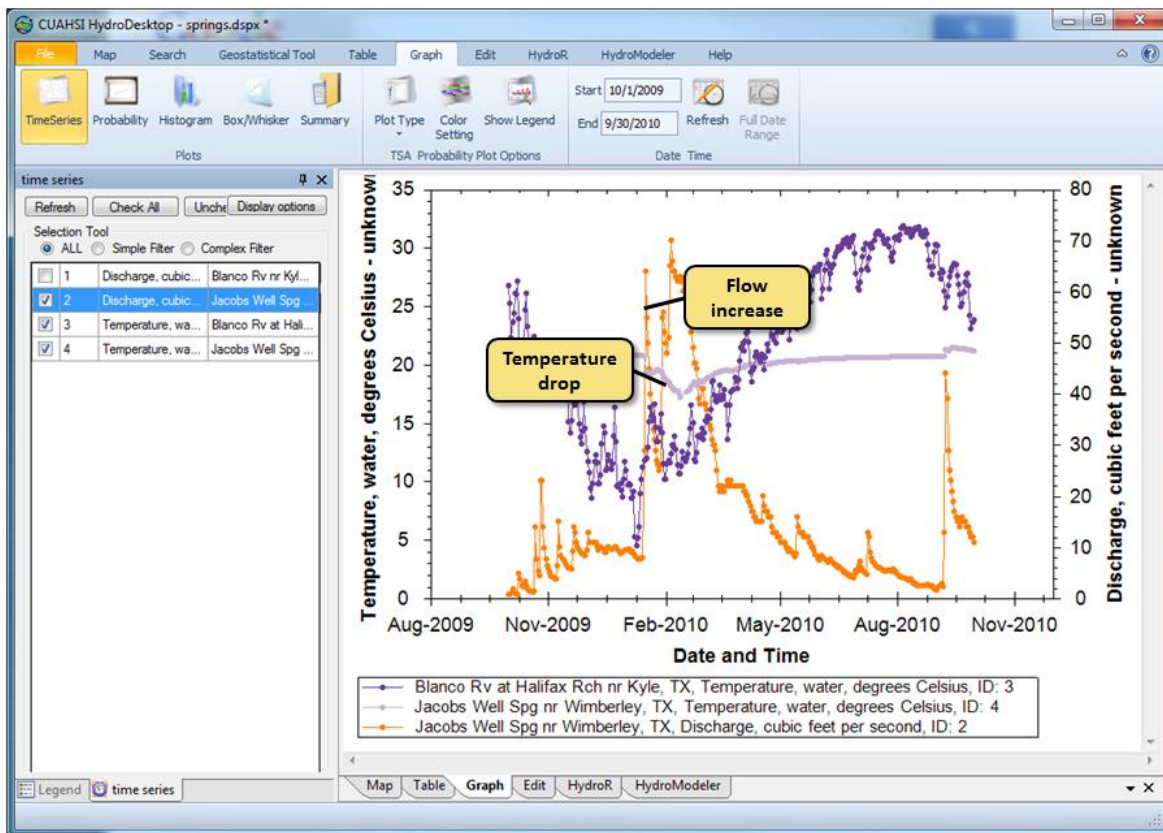 CUAHSI HydroDesktop - springs.dspx *
File Map Search Geostatistical Tool Table Graph Edit HydroR HydroModeler Help
TimeSeries Probability Histogram Box/Whisker Summary
Plots
Plot Type Color Setting Show Legend
TSA Probability Plot Options
Start 10/1/2009
End 9/30/2010
Refresh Full Date Range
Date Time
time series
Refresh Check All Unche Display options
Selection Tool
ALL Simple Filter Complex Filter
1 Discharge, cubic... Blanco Rv nr Kyl...
2 Discharge, cubic... Jacobs Well Spg ...
3 Temperature, wa... Blanco Rv at Hali...
4 Temperature, wa... Jacobs Well Spg ...
Legend time series
Temperature, water, degrees Celsius - unknown
35
30
25
20
15
10
5
0
Flow
increase
Temperature
drop
80
70
60
50
40
30
20
10
0
Discharge, cubic feet per second - unknown
Aug-2009 Nov-2009 Feb-2010 May-2010 Aug-2010 Nov-2010
Date and Time
Blanco Rv at Halifax Rch nr Kyle, TX, Temperature, water, degrees Celsius, ID: 3
Jacobs Well Spg nr Wimberley, TX, Temperature, water, degrees Celsius, ID: 4
Jacobs Well Spg nr Wimberley, TX, Discharge, cubic feet per second, ID: 2
Map Table Graph Edit HydroR HydroModeler